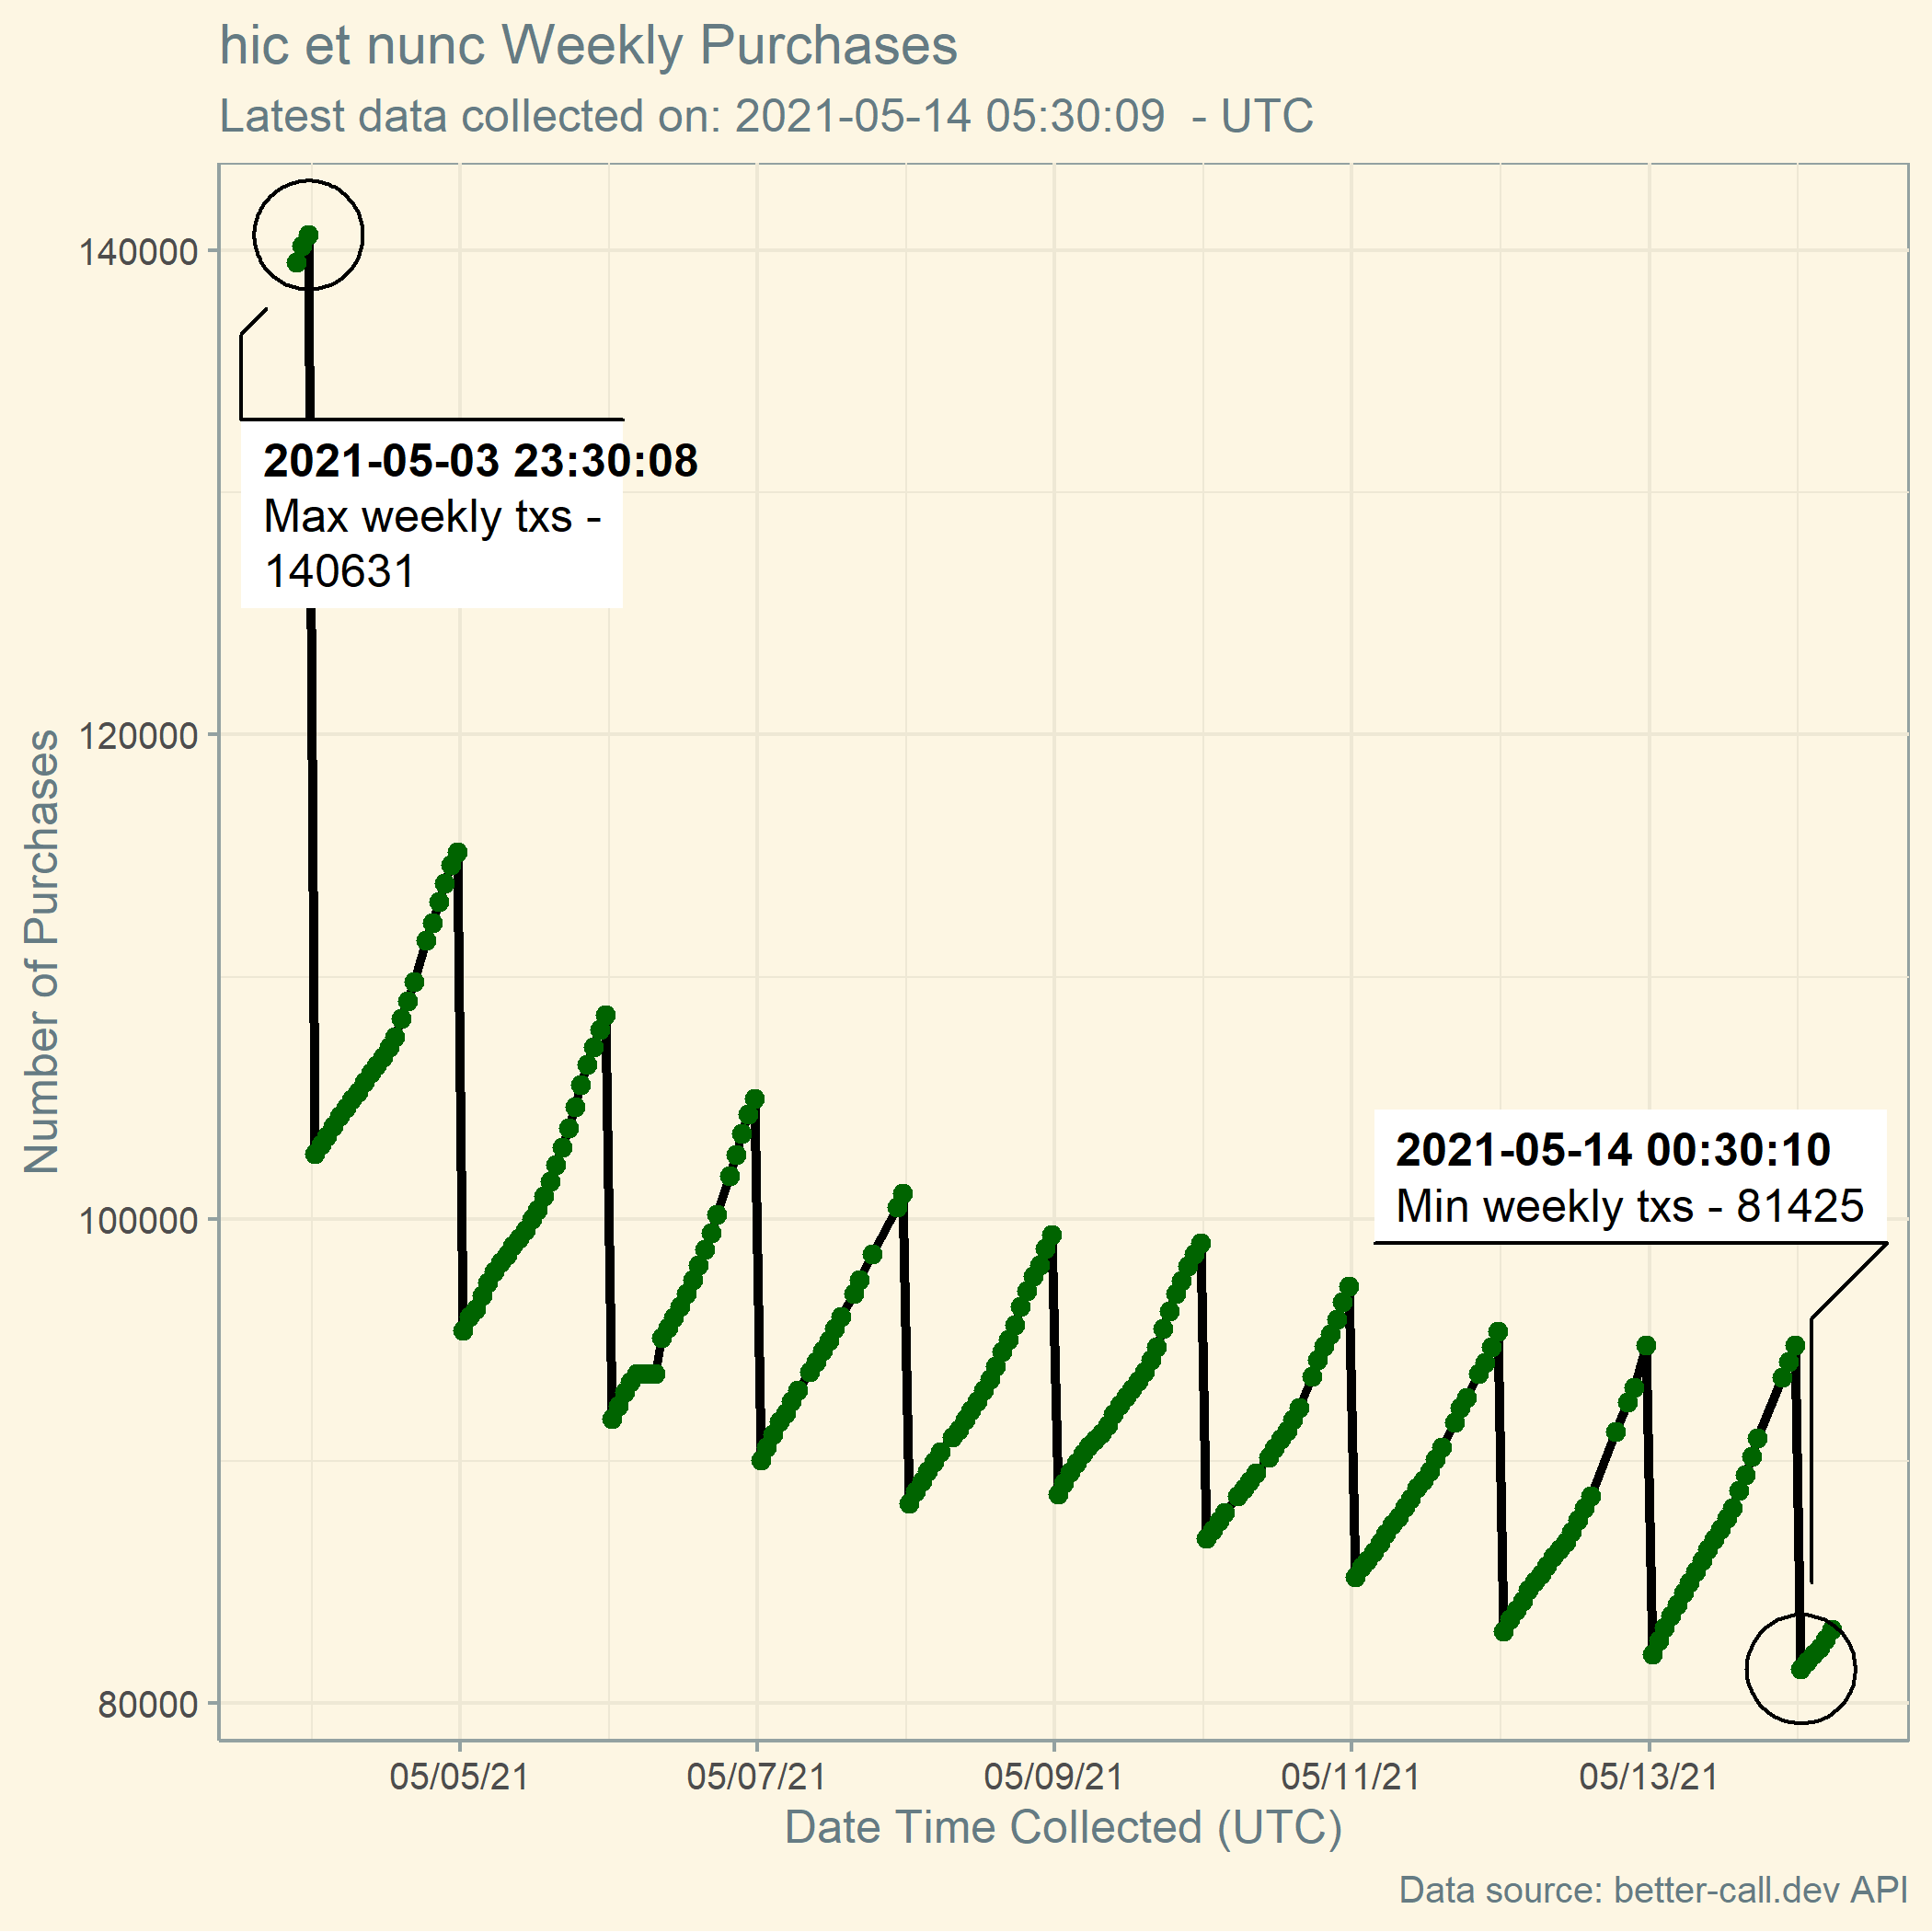 hic et nunc Weekly Purchases
Latest data collected on: 2021-05-14 05:30:09 - UTC
Number of Purchases
140000
120000
100000
80000
2021-05-03 23:30:08
Max weekly txs -
140631
2021-05-14 00:30:10
Min weekly txs - 81425
05/05/21 05/07/21 05/09/21 05/11/21 05/13/21
Date Time Collected (UTC)
Data source: better-call.dev API